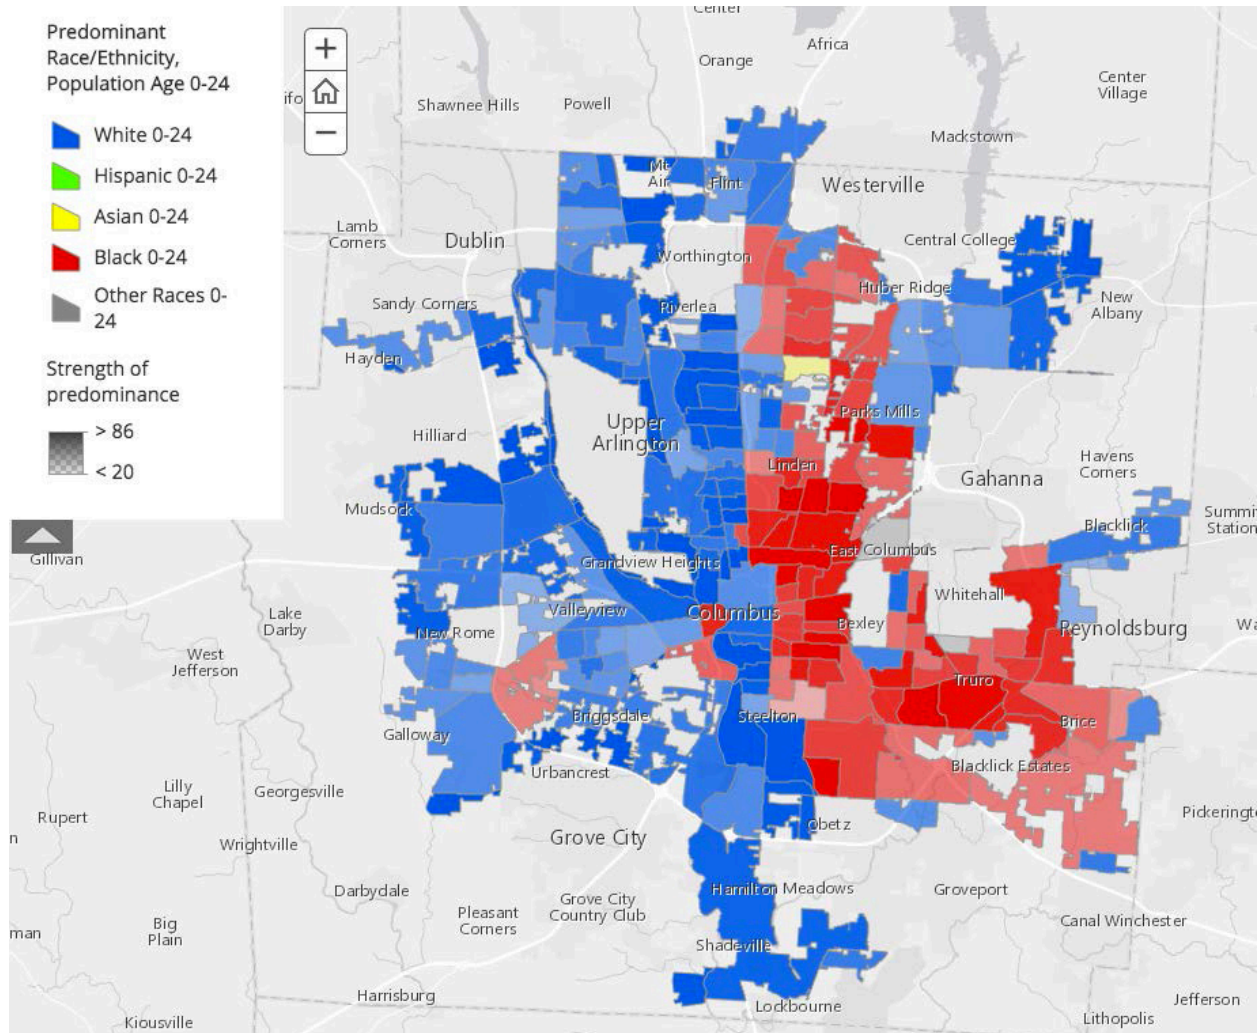 Predominant
Race/Ethnicity,
Population Age 0-24
White 0-24
Hispanic 0-24
Asian 0-24
Black 0-24
Other Races 0-
24
Strength of
predominance
> 86
< 20
+
−
Center
Africa
Orange
Center
Village
Shawnee Hills
Powell
Mackstown
Mt
Air
Flint
Westerville
Lamb
Corners
Dublin
Central College
Worthington
Huber Ridge
Sandy Corners
Riverlea
New
Albany
Hayden
Upper
Arlington
Parks Mills
Hilliard
Linden
Gahanna
Havens
Corners
Mudsock
Summi
Station
Blacklick
Gillivan
Grandview Heights
East Columbus
Lake
Darby
Valleyview
Columbus
Whitehall
Bexley
New Rome
Reynoldsburg
Wa
West
Jefferson
Truro
Galloway
Briggsdale
Steelton
Brice
Urbancrest
Blacklick Estates
Lilly
Chapel
Georgesville
Rupert
Pickeringt
n
Wrightville
Grove City
Obetz
Darbydale
Hamilton Meadows
Groveport
Grove City
Country Club
Pleasant
Corners
Canal Winchester
man
Big
Plain
Shadeville
Harrisburg
Lockbourne
Jefferson
Kiousville
Lithopolis